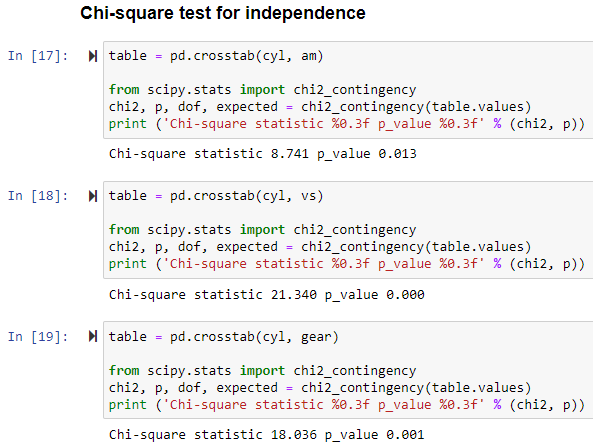 Chi-square test for independence
In [17]: table = pd.crosstab(cyl, am)
from scipy.stats import chi2_contingency
chi2, p, dof, expected = chi2_contingency(table.values)
print ('Chi-square statistic %0.3f p_value %0.3f' % (chi2, p))
Chi-square statistic 8.741 p_value 0.013
In [18]: table = pd.crosstab(cyl, vs)
from scipy.stats import chi2_contingency
chi2, p, dof, expected = chi2_contingency(table.values)
print ('Chi-square statistic %0.3f p_value %0.3f' % (chi2, p))
Chi-square statistic 21.340 p_value 0.000
In [19]: table = pd.crosstab(cyl, gear)
from scipy.stats import chi2_contingency
chi2, p, dof, expected = chi2_contingency(table.values)
print ('Chi-square statistic %0.3f p_value %0.3f' % (chi2, p))
Chi-square statistic 18.036 p_value 0.001